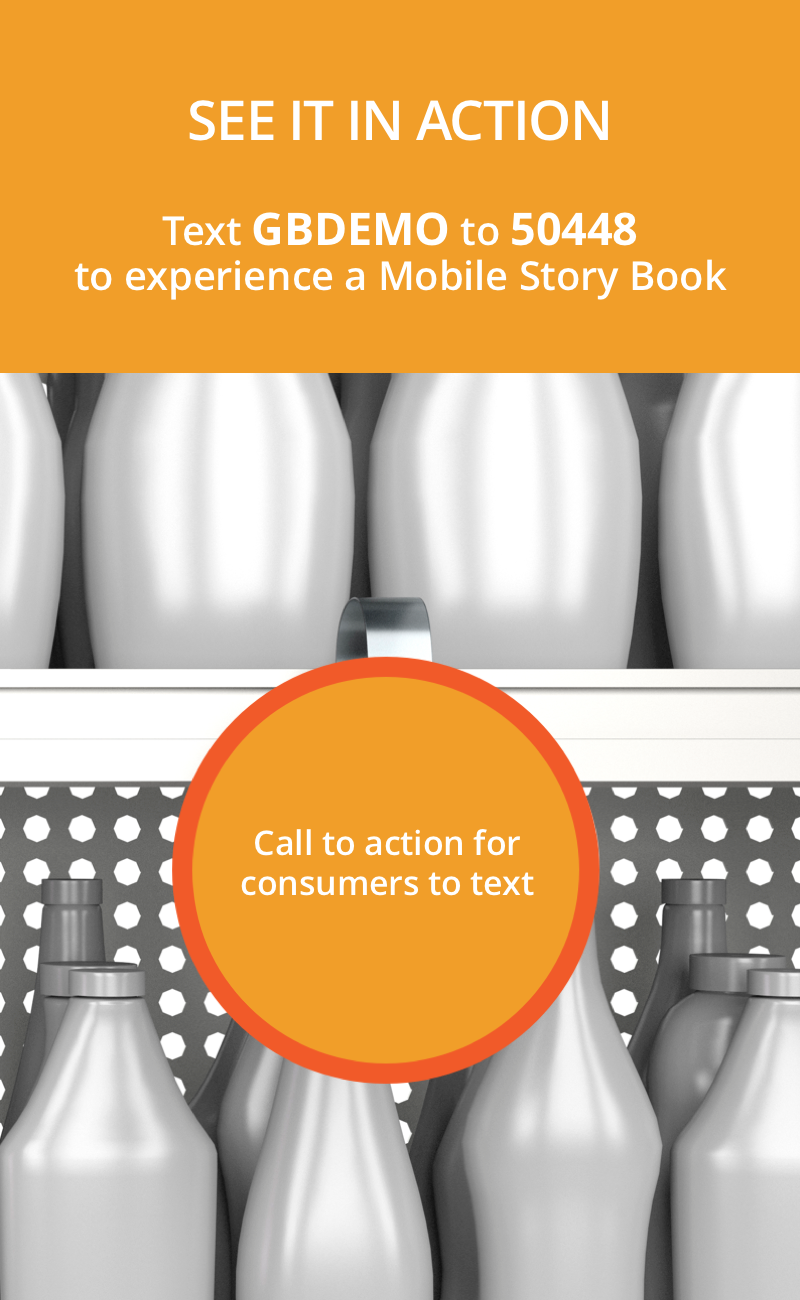 SEE IT IN ACTION
Text GBDEMO to 50448
to experience a Mobile Story Book
Call to action for
consumers to text